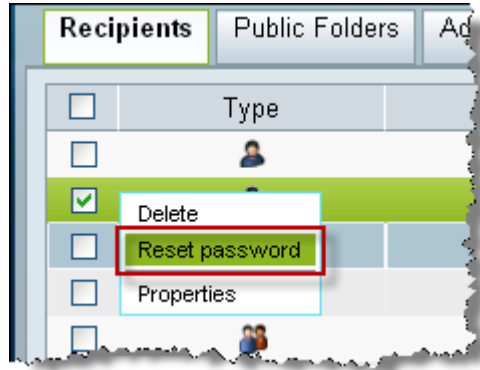 Recipients Public Folders Ad
Type
Delete
Reset password
Properties